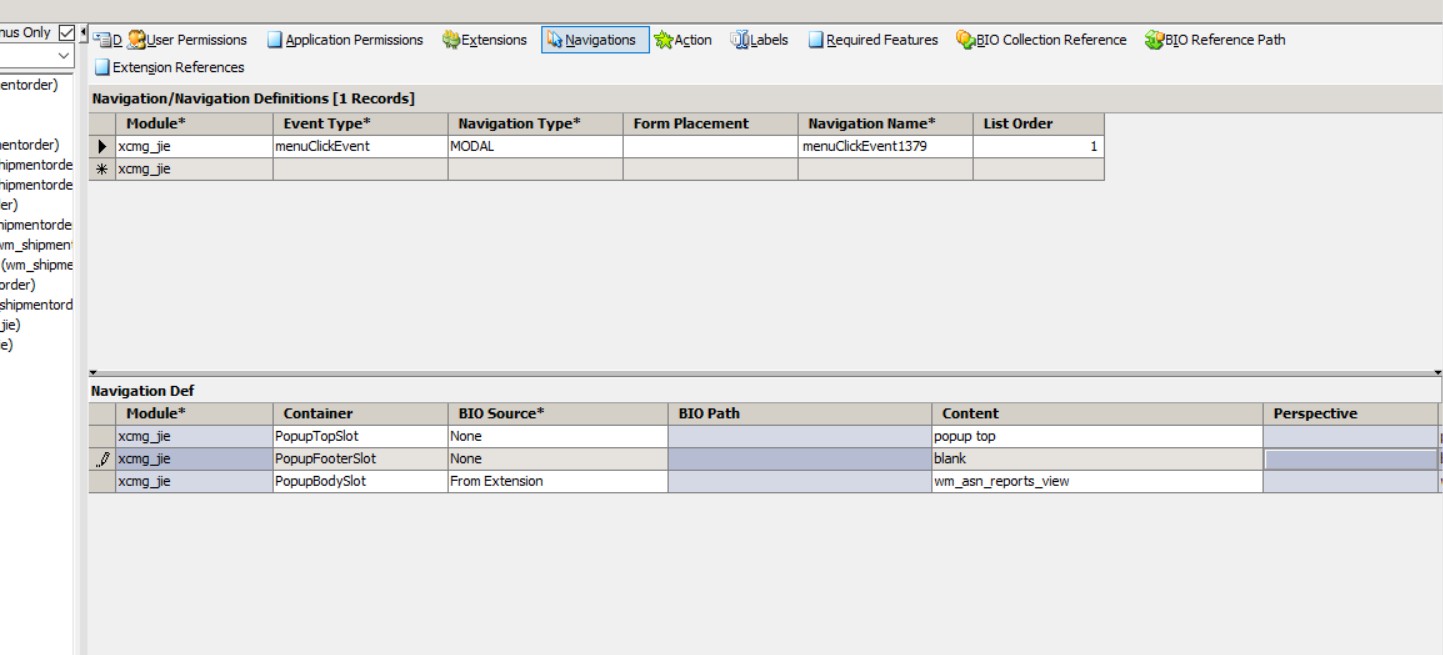 nus Only
D User Permissions Application Permissions Extensions Navigations Action Labels Required Features BIO Collection Reference BIO Reference Path
Extension References
entorder)
entorder)
hipmentorde
hipmentorde
er)
hipmentorde
wm_shipment
(wm_shipme
order)
shipmentord
jie)
e)
Navigation/Navigation Definitions [1 Records]
Module* Event Type* Navigation Type* Form Placement Navigation Name* List Order
xcmg_jie menuClickEvent MODAL menuClickEvent1379 1
xcmg_jie
Navigation Def
Module* Container BIO Source* BIO Path Content Perspective
xcmg_jie PopupTopSlot None popup top
xcmg_jie PopupFooterSlot None blank
xcmg_jie PopupBodySlot From Extension wm_asn_reports_view